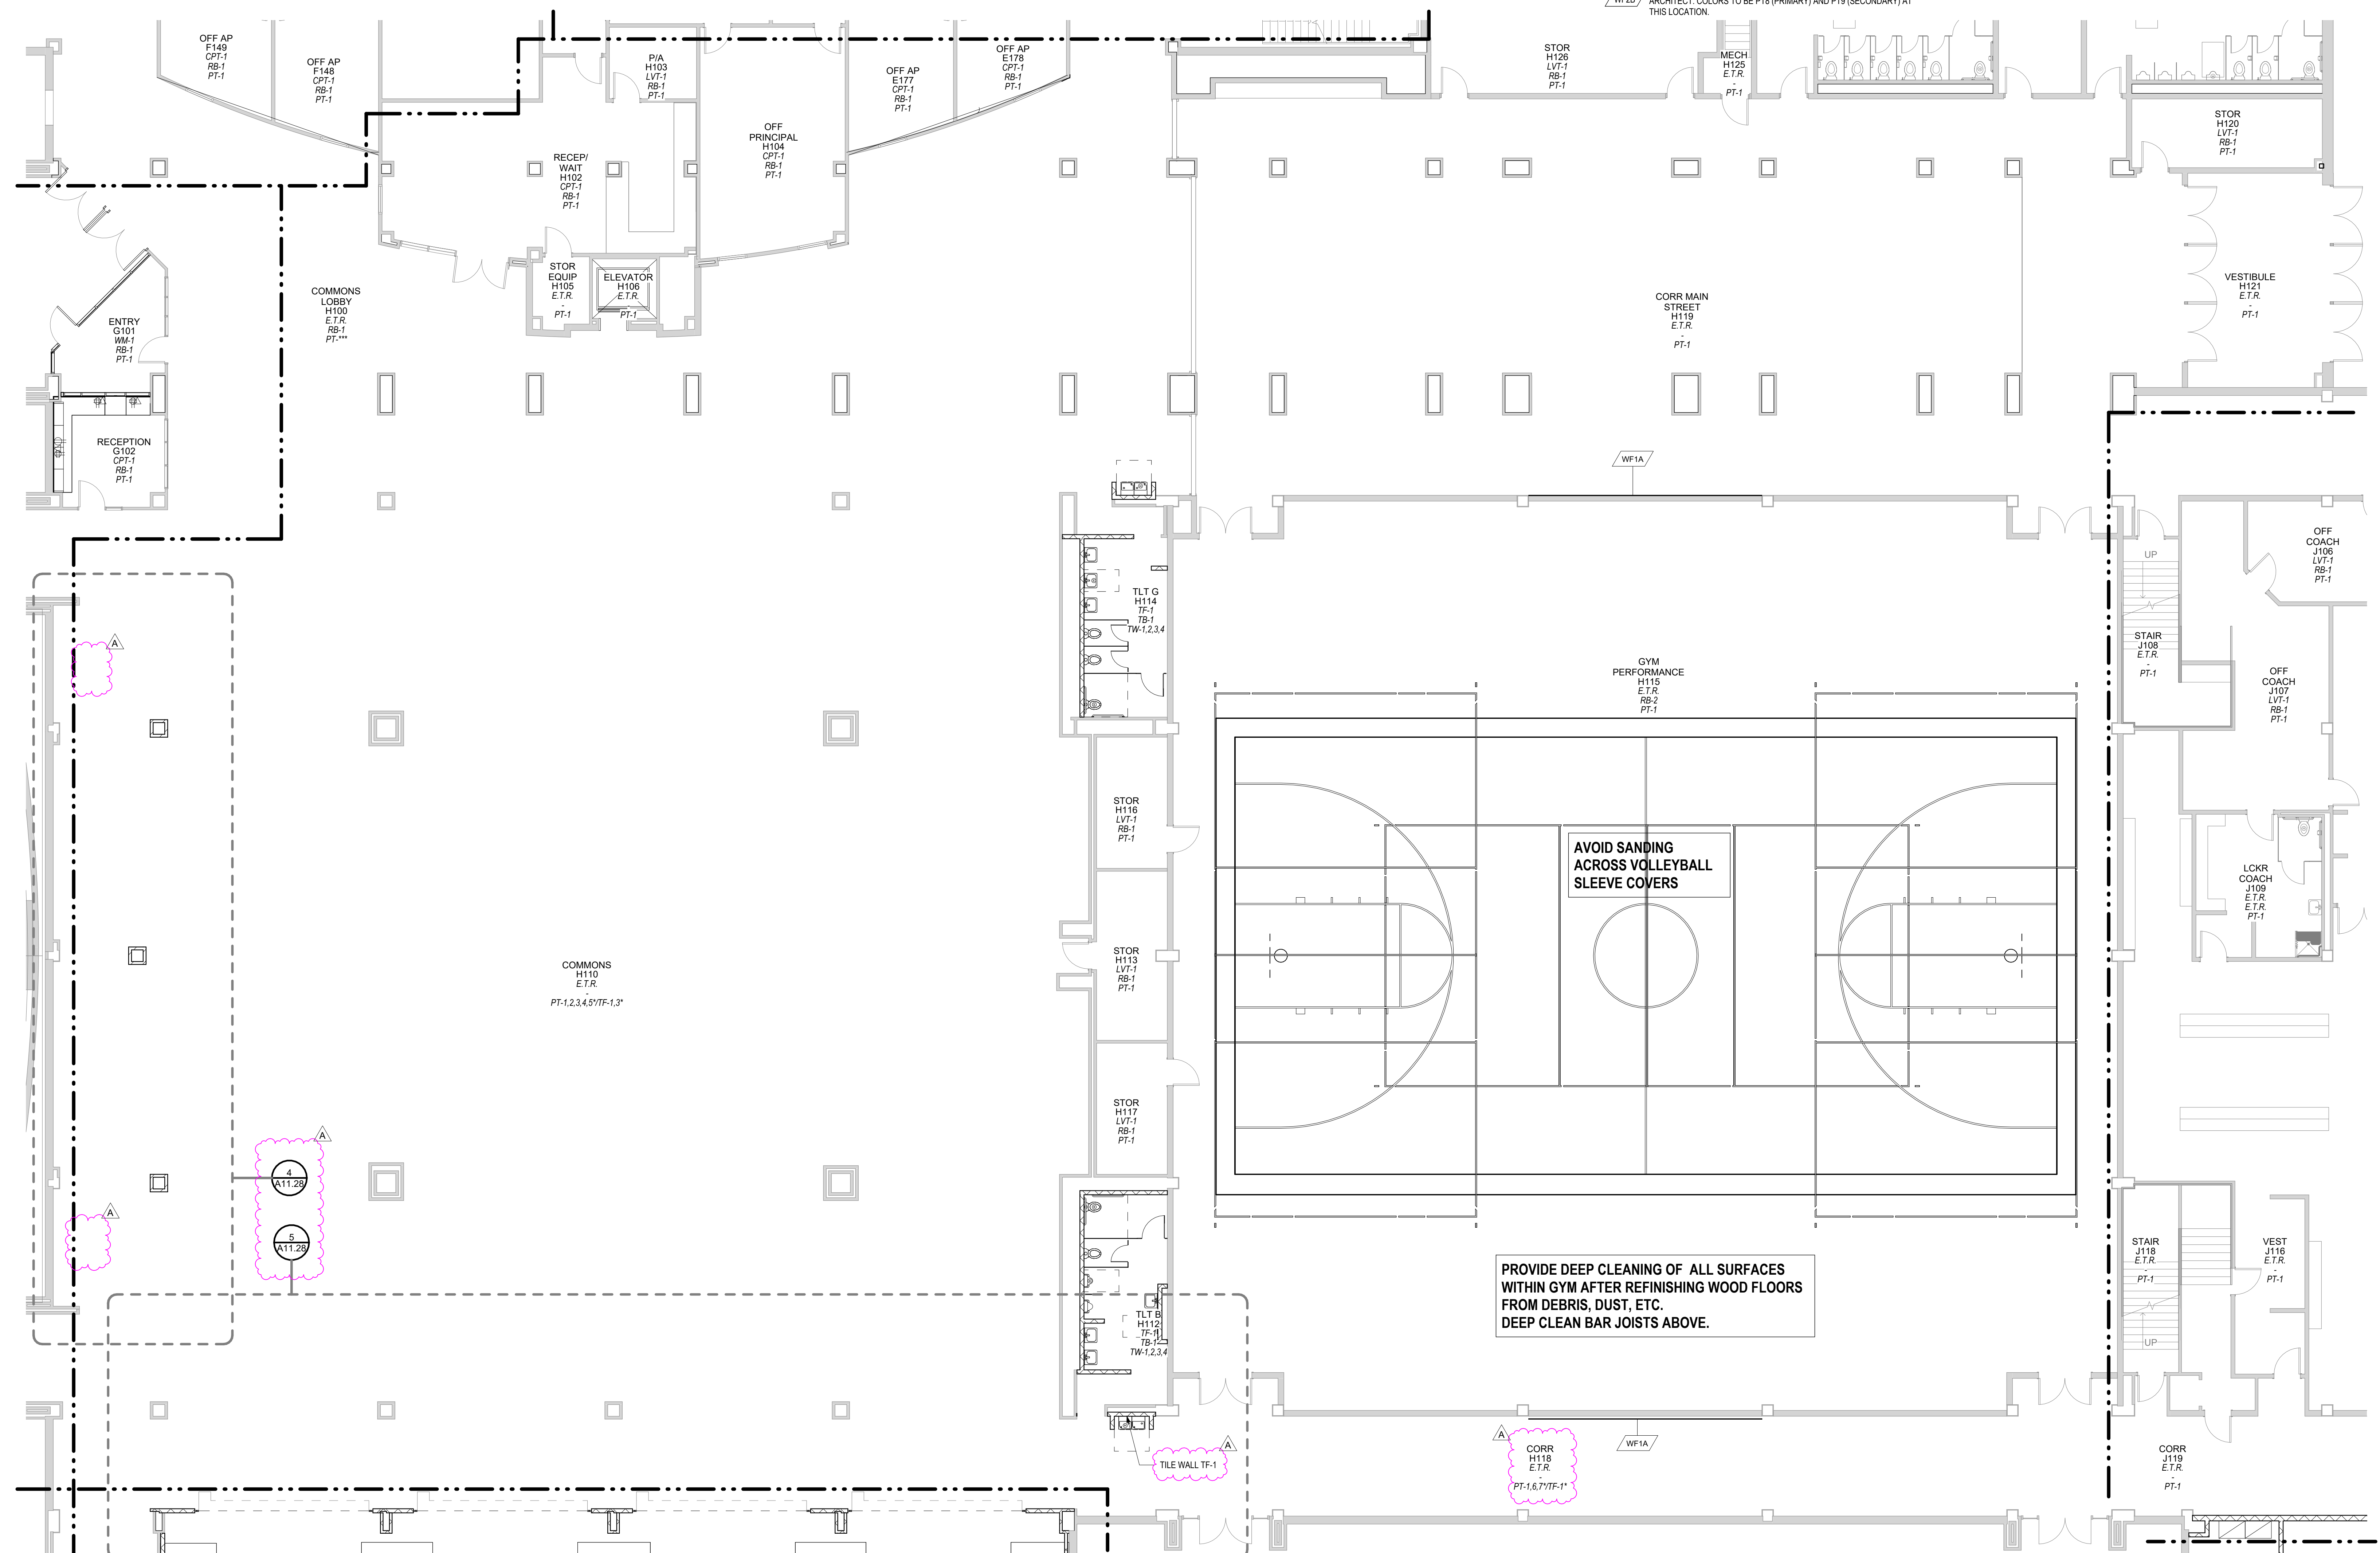 WF2B
ARCHITECT. COLORS TO BE PT8 (PRIMARY) AND PT9 (SECONDARY) AT
THIS LOCATION.
OFF AP
F149
CPT-1
RB-1
PT-1
OFF AP
F148
CPT-1
RB-1
PT-1
P/A
H103
LVT-1
RB-1
PT-1
OFF AP
E177
CPT-1
RB-1
PT-1
OFF AP
E178
CPT-1
RB-1
PT-1
STOR
H126
LVT-1
RB-1
PT-1
MECH
H125
E.T.R.
-
PT-1
OFF
PRINCIPAL
H104
CPT-1
RB-1
PT-1
STOR
H120
LVT-1
RB-1
PT-1
RECEP/
WAIT
H102
CPT-1
RB-1
PT-1
STOR
EQUIP
H105
E.T.R.
-
PT-1
ELEVATOR
H106
E.T.R.
-
PT-1
COMMONS
LOBBY
H100
E.T.R.
RB-1
PT-***
ENTRY
G101
WM-1
RB-1
PT-1
CORR MAIN
STREET
H119
E.T.R.
-
PT-1
VESTIBULE
H121
E.T.R.
-
PT-1
RECEPTION
G102
CPT-1
RB-1
PT-1
WF1A
OFF
COACH
J106
LVT-1
RB-1
PT-1
UP
TLT G
H114
TF-1
TB-1
TW-1,2,3,4
STAIR
J108
E.T.R.
-
PT-1
A
GYM
PERFORMANCE
H115
E.T.R.
RB-2
PT-1
OFF
COACH
J107
LVT-1
RB-1
PT-1
STOR
H116
LVT-1
RB-1
PT-1
AVOID SANDING
ACROSS VOLLEYBALL
SLEEVE COVERS
LCKR
COACH
J109
E.T.R.
E.T.R.
PT-1
COMMONS
H110
E.T.R.
-
PT-1,2,3,4,5*/TF-1,3*
STOR
H113
LVT-1
RB-1
PT-1
STOR
H117
LVT-1
RB-1
PT-1
A
4
A11.28
5
A11.28
A
PROVIDE DEEP CLEANING OF ALL SURFACES
WITHIN GYM AFTER REFINISHING WOOD FLOORS
FROM DEBRIS, DUST, ETC.
DEEP CLEAN BAR JOISTS ABOVE.
STAIR
J118
E.T.R.
-
PT-1
VEST
J116
E.T.R.
-
PT-1
UP
TLT B
H112
TF-1
TB-1
TW-1,2,3,4
A
TILE WALL TF-1
A
CORR
H118
E.T.R.
-
PT-1,6,7*/TF-1*
WF1A
CORR
J119
E.T.R.
-
PT-1